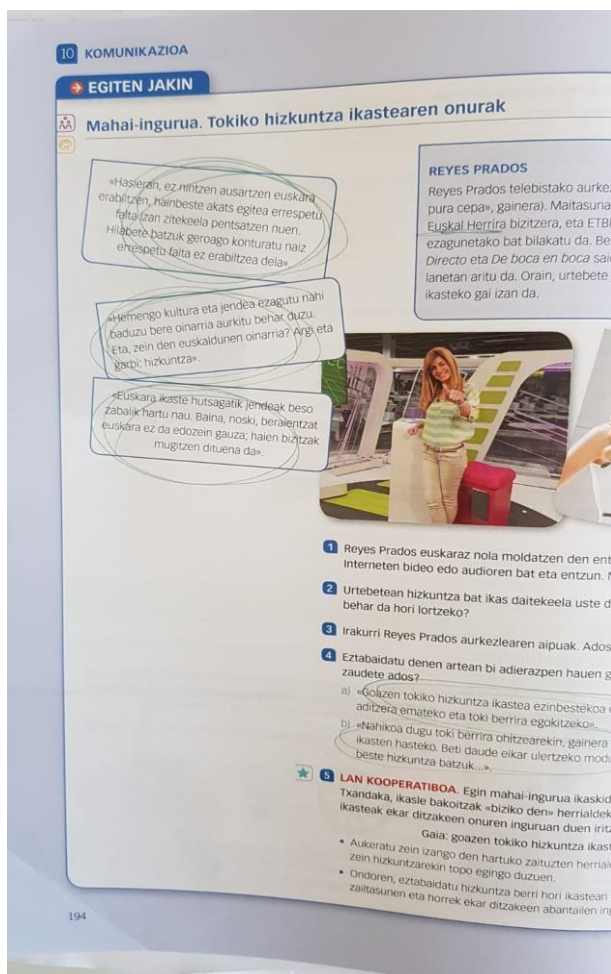 10 KOMUNIKAZIOA
EGITEN JAKIN
Mahai-ingurua. Tokiko hizkuntza ikastearen onurak
«Hasieran, ez nintzen ausartzen euskara
erabiltzen, hainbeste akats egitea errespetu
falta izan zitekeela pentsatzen nuen.
Hilabete batzuk geroago konturatu naiz
errespetu falta ez erabiltzea dela».
«Hemengo kultura eta jendea ezagutu nahi
baduzu bere oinarria aurkitu behar duzu.
Eta, zein den euskaldunen oinarria? Argi eta
garbi: hizkuntza».
«Euskara ikaste hutsagatik jendeak beso
zabalik hartu nau. Baina, noski, beraientzat
euskara ez da edozein gauza; haien bizitzak
mugitzen dituena da».
REYES PRADOS
Reyes Prados telebistako aurke
pura cepa», gainera). Maitasuna
Euskal Herrira bizitzera, eta ETB
ezagunetako bat bilakatu da. Be
Directo eta De boca en boca sai
lanetan aritu da. Orain, urtebete
ikasteko gai izan da.
1 Reyes Prados euskaraz nola moldatzen den ent
Interneten bideo edo audioren bat eta entzun.
2 Urtebetean hizkuntza bat ikas daitekeela uste d
behar da hori lortzeko?
3 Irakurri Reyes Prados aurkezlearen aipuak. Ados
4 Eztabaidatu denen artean bi adierazpen hauen g
zaudete ados?
a) «Goazen tokiko hizkuntza ikastea ezinbestekoa
aditzera emateko eta toki berrira egokitzeko».
b) «Nahikoa dugu toki berrira ohitzearekin, gainera
ikasten hasteko. Beti daude elkar ulertzeko modu
beste hizkuntza batzuk...».
5 LAN KOOPERATIBOA. Egin mahai-ingurua ikaskid
Txandaka, ikasle bakoitzak «biziko den» herrialdek
ikasteak ekar ditzakeen onuren inguruan duen iritz
Gaia: goazen tokiko hizkuntza ikast
• Aukeratu zein izango den hartuko zaituzten herrial
zein hizkuntzarekin topo egingo duzuen.
• Ondoren, eztabaidatu hizkuntza berri hori ikastean
zailtasunen eta horrek ekar ditzakeen abantailen in
194